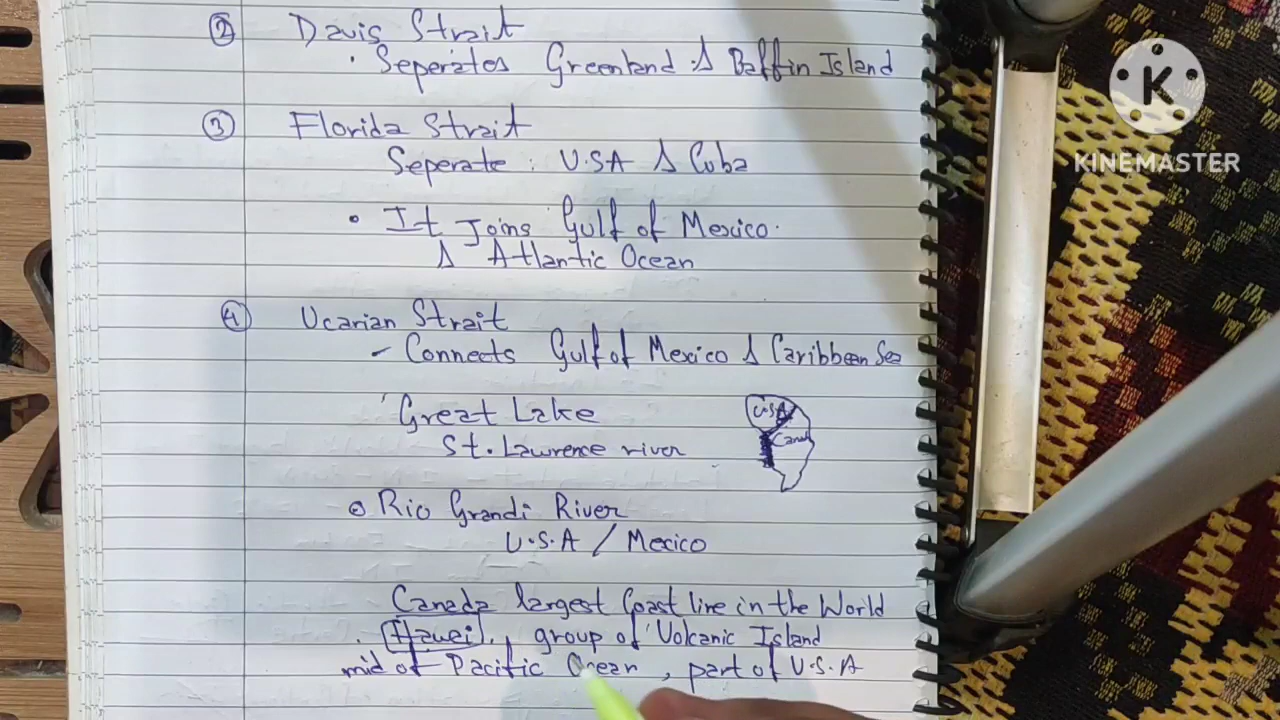 ② Davis Strait
· Seperates Greenland & Baffin Island
③ Florida Strait
Seperate : U.S.A & Cuba
• It Joins Gulf of Mexico.
& Atlantic Ocean
④ Ucarian Strait
- Connects Gulf of Mexico & Caribbean Sea
Great Lake
St. Lawrence river
U.S.A
Canad
⊙ Rio Grandi River
U.S.A / Mexico
Canada largest Coast live in the World
. Hawei., group of Volcanic Island
mid of Pacific Ocean, part of U.S.A
K
KINEMASTER